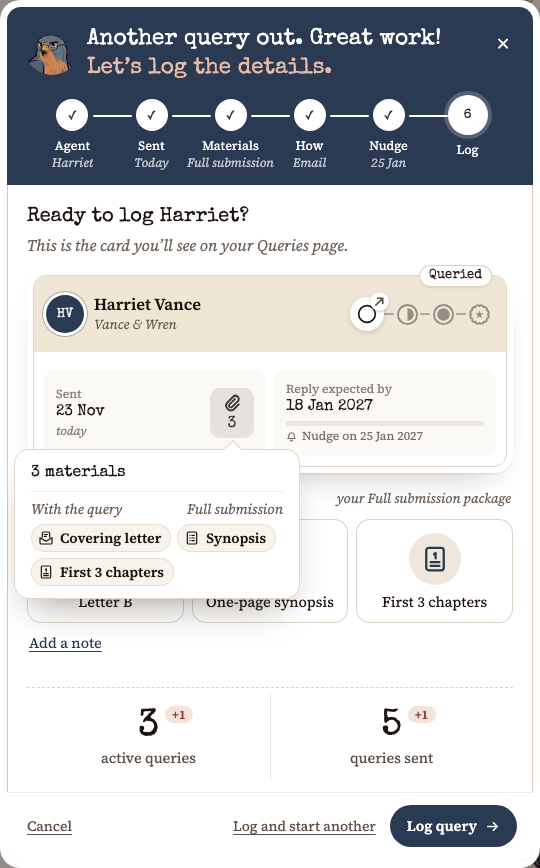 Another query out. Great work!
Let's log the details.
✓ ✓ ✓ ✓ ✓ 6
Agent Sent Materials How Nudge Log
Harriet Today Full submission Email 25 Jan
Ready to log Harriet?
This is the card you'll see on your Queries page.
Queried
HV
Harriet Vance
Vance & Wren
Sent
23 Nov
today
3
Reply expected by
18 Jan 2027
Nudge on 25 Jan 2027
3 materials
With the query Full submission
Covering letter Synopsis
First 3 chapters
your Full submission package
1
Letter B One-page synopsis First 3 chapters
Add a note
3 +1 5 +1
active queries queries sent
Cancel Log and start another Log query →